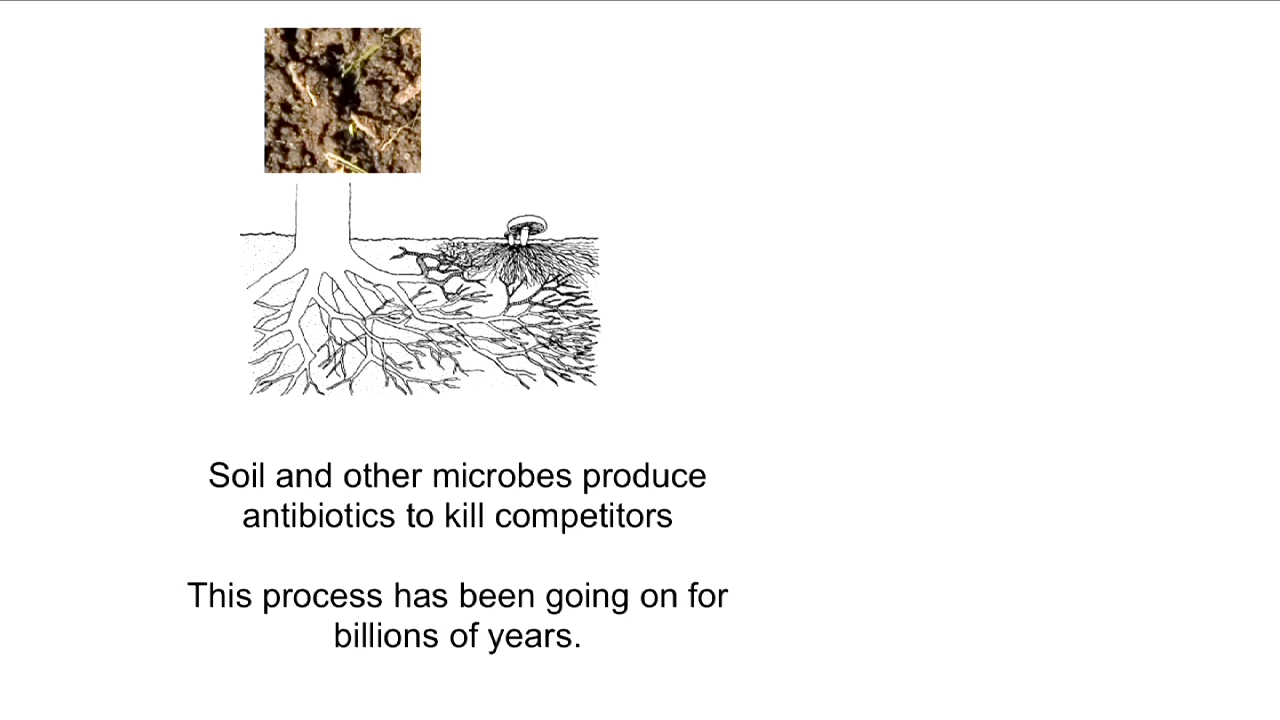 Soil and other microbes produce
antibiotics to kill competitors
This process has been going on for
billions of years.